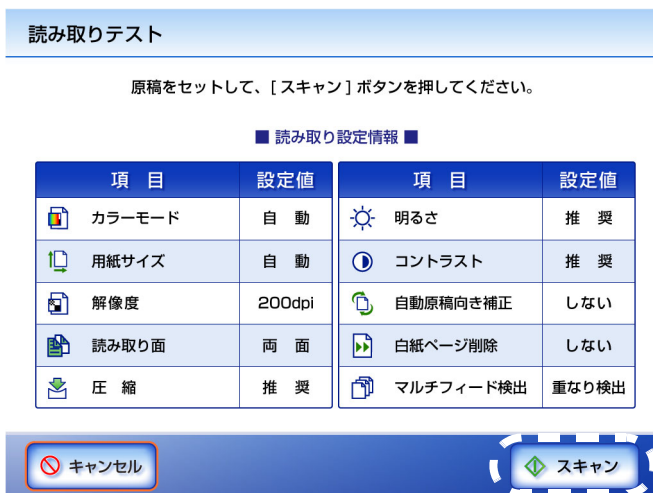 読み取りテスト
原稿をセットして、[ スキャン ] ボタンを押してください。
■ 読み取り設定情報 ■
項　目 設定値 項　目 設定値
カラーモード 自　動 明るさ 推　奨
用紙サイズ 自　動 コントラスト 推　奨
解像度 200dpi 自動原稿向き補正 しない
読み取り面 両　面 白紙ページ削除 しない
圧　縮 推　奨 マルチフィード検出 重なり検出
キャンセル スキャン